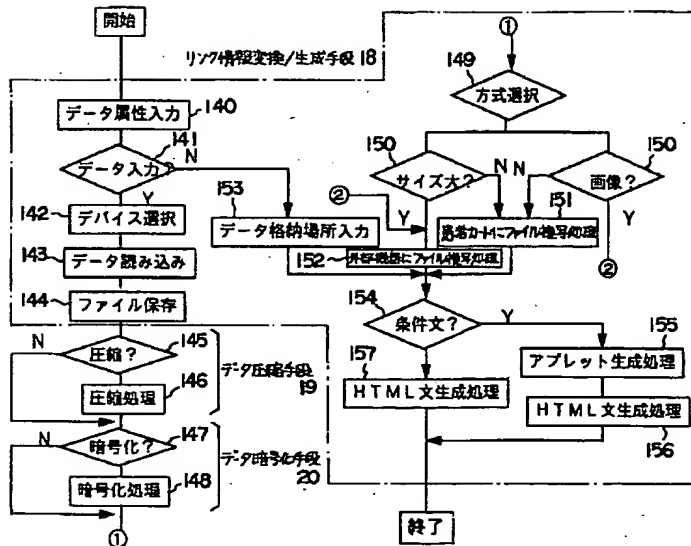 開始
リンク情報変換/生成手段 18
データ属性入力
140
141
データ入力?
N
Y
142
デバイス選択
143
データ読み込み
144
ファイル保存
145
N
圧縮?
146
圧縮処理
データ圧縮手段
19
147
N
暗号化?
148
暗号化処理
データ暗号化手段
20
①
①
149
方式選択
150
サイズ大?
N
Y
②
150
画像?
N
Y
②
151
患者カードにファイル複写処理
153
データ格納場所入力
152
外部機器にファイル複写処理
154
条件文?
Y
155
アプレット生成処理
157
HTML文生成処理
HTML文生成処理
156
終了